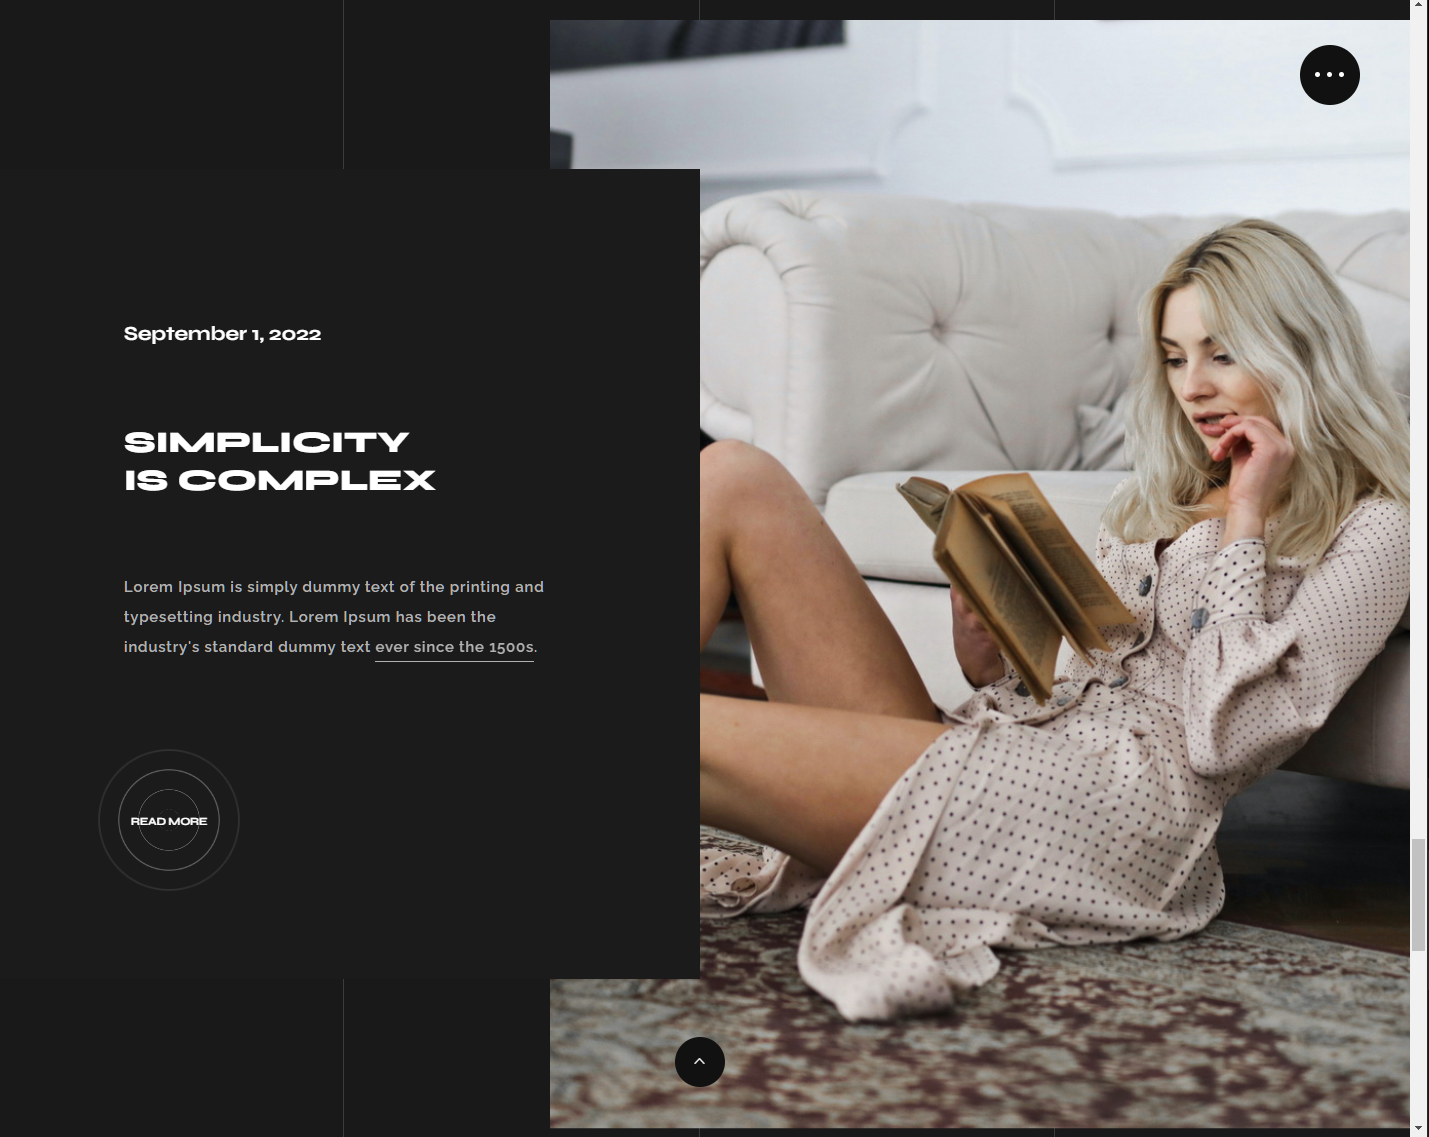 September 1, 2022
SIMPLICITY
IS COMPLEX
Lorem Ipsum is simply dummy text of the printing and
typesetting industry. Lorem Ipsum has been the
industry's standard dummy text ever since the 1500s.
READ MORE